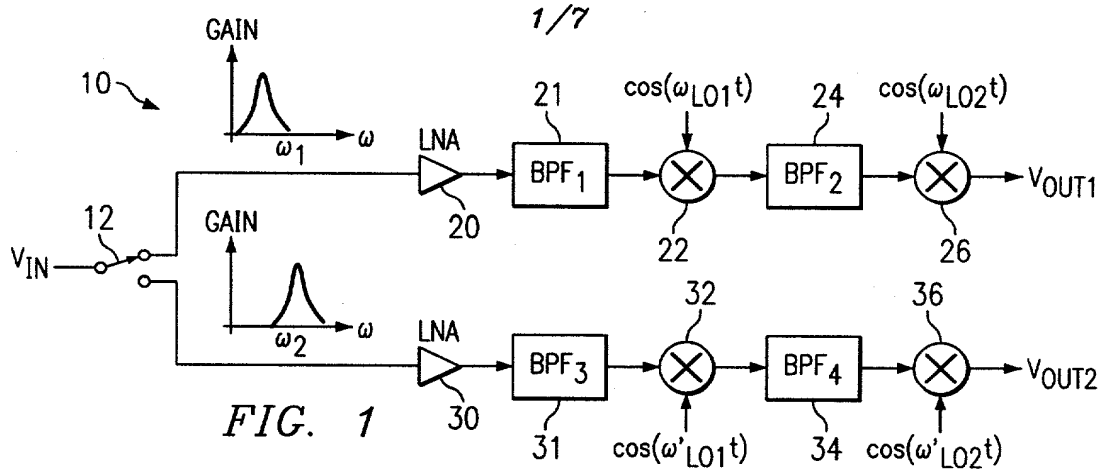 1/7
GAIN
10
ω1
ω
LNA
20
21
BPF1
cos(ωLO1t)
22
24
BPF2
cos(ωLO2t)
26
VOUT1
VIN
12
GAIN
ω2
ω
LNA
30
BPF3
31
32
cos(ω'LO1t)
BPF4
34
36
cos(ω'LO2t)
VOUT2
FIG. 1